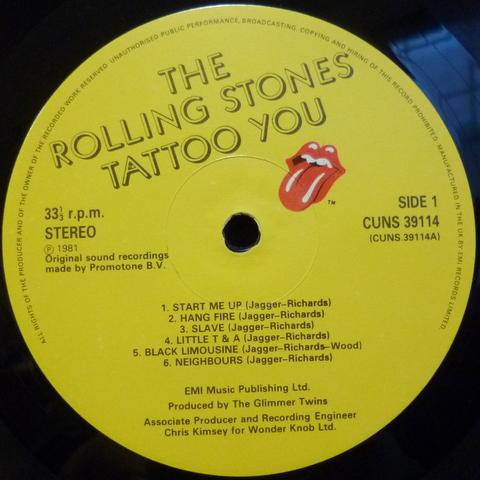 ALL RIGHTS OF THE PRODUCER AND OF THE OWNER OF THE RECORDED WORK RESERVED. UNAUTHORISED PUBLIC PERFORMANCE, BROADCASTING, COPYING AND HIRING OF THIS RECORD PROHIBITED. MANUFACTURED IN THE UK BY EMI RECORDS LIMITED.
THE
ROLLING STONES
TATTOO YOU
TM
33⅓ r.p.m.
STEREO
Ⓟ 1981
Original sound recordings
made by Promotone B.V.
SIDE 1
CUNS 39114
(CUNS.39114A)
1. START ME UP (Jagger–Richards)
2. HANG FIRE (Jagger–Richards)
3. SLAVE (Jagger–Richards)
4. LITTLE T & A (Jagger–Richards)
5. BLACK LIMOUSINE (Jagger–Richards–Wood)
6. NEIGHBOURS (Jagger–Richards)
EMI Music Publishing Ltd.
Produced by The Glimmer Twins
Associate Producer and Recording Engineer
Chris Kimsey for Wonder Knob Ltd.